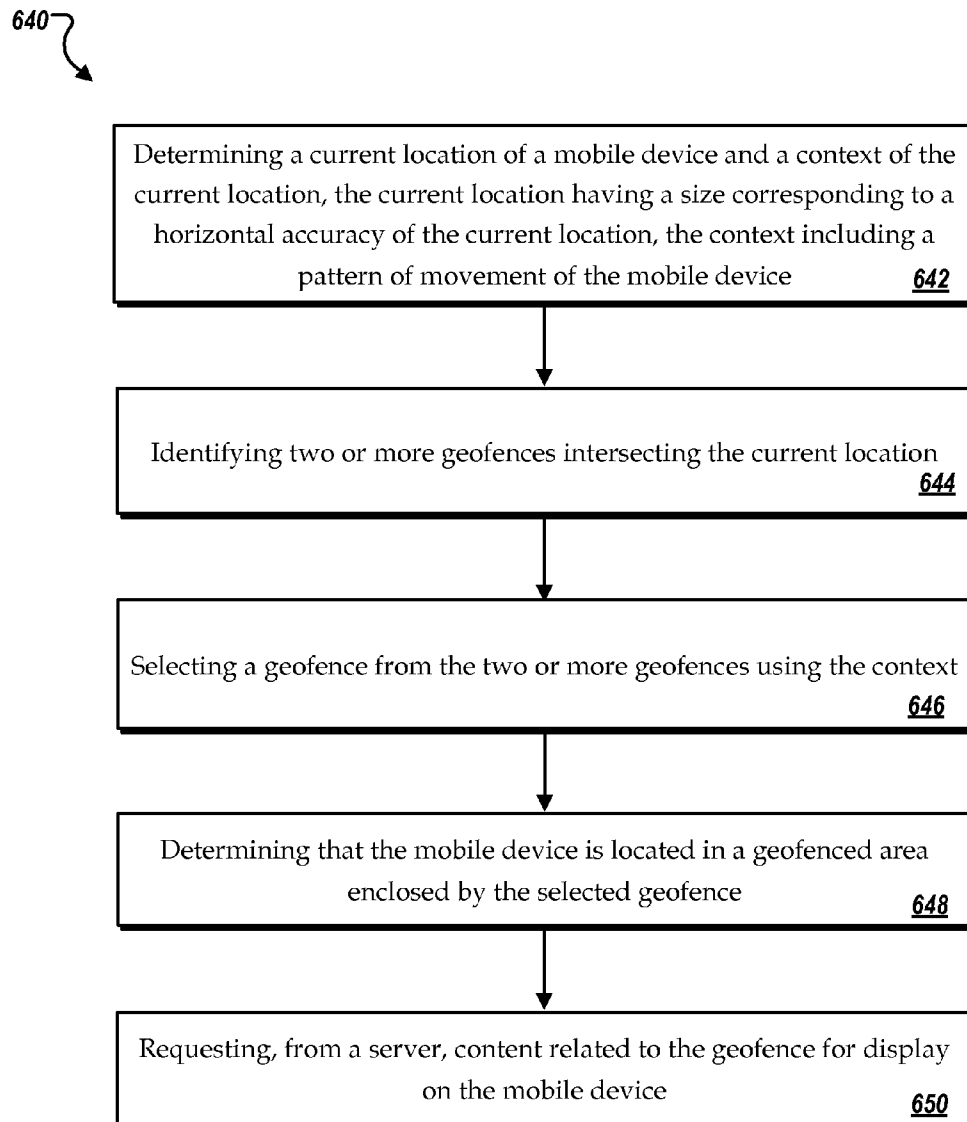 640
Determining a current location of a mobile device and a context of the
current location, the current location having a size corresponding to a
horizontal accuracy of the current location, the context including a
pattern of movement of the mobile device
642
Identifying two or more geofences intersecting the current location
644
Selecting a geofence from the two or more geofences using the context
646
Determining that the mobile device is located in a geofenced area
enclosed by the selected geofence
648
Requesting, from a server, content related to the geofence for display
on the mobile device
650